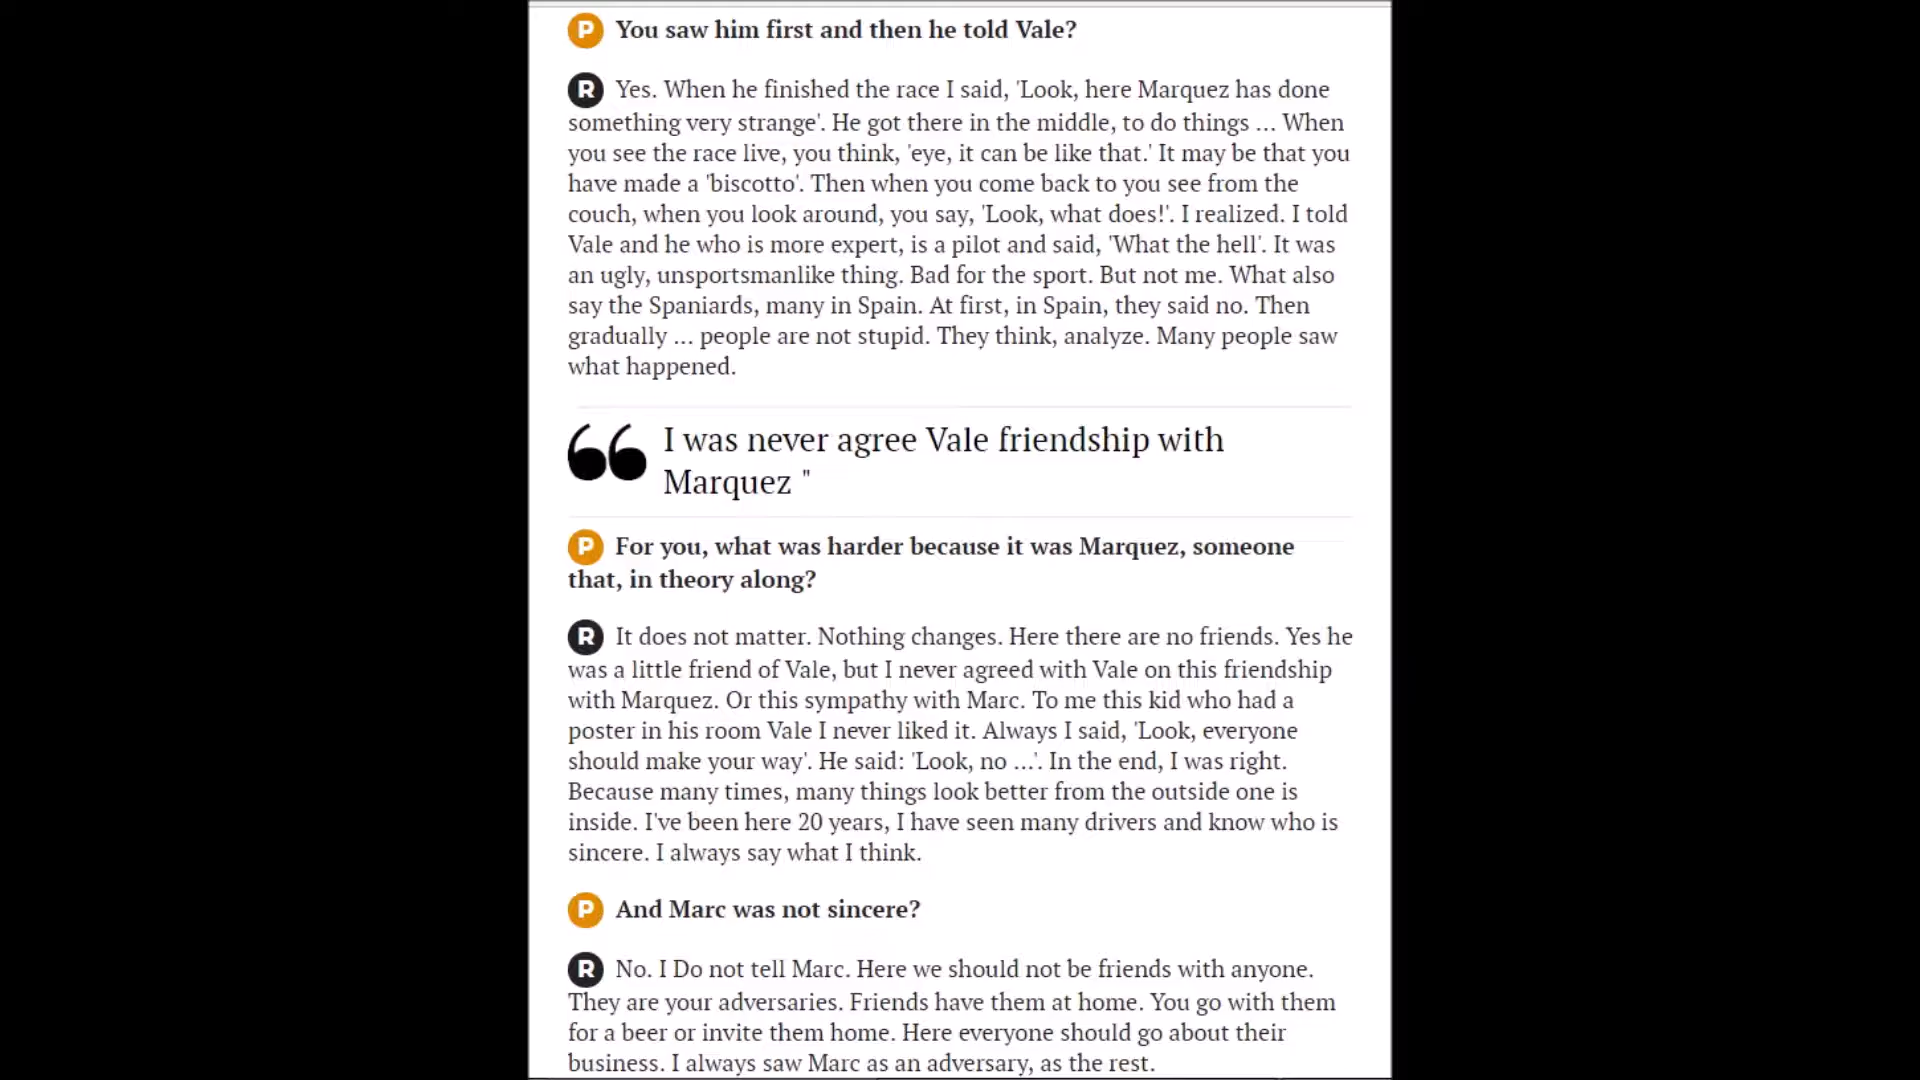 P You saw him first and then he told Vale?
R Yes. When he finished the race I said, 'Look, here Marquez has done
something very strange'. He got there in the middle, to do things ... When
you see the race live, you think, 'eye, it can be like that.' It may be that you
have made a 'biscotto'. Then when you come back to you see from the
couch, when you look around, you say, 'Look, what does!'. I realized. I told
Vale and he who is more expert, is a pilot and said, 'What the hell'. It was
an ugly, unsportsmanlike thing. Bad for the sport. But not me. What also
say the Spaniards, many in Spain. At first, in Spain, they said no. Then
gradually ... people are not stupid. They think, analyze. Many people saw
what happened.
“ I was never agree Vale friendship with
Marquez "
P For you, what was harder because it was Marquez, someone
that, in theory along?
R It does not matter. Nothing changes. Here there are no friends. Yes he
was a little friend of Vale, but I never agreed with Vale on this friendship
with Marquez. Or this sympathy with Marc. To me this kid who had a
poster in his room Vale I never liked it. Always I said, 'Look, everyone
should make your way'. He said: 'Look, no ...'. In the end, I was right.
Because many times, many things look better from the outside one is
inside. I've been here 20 years, I have seen many drivers and know who is
sincere. I always say what I think.
P And Marc was not sincere?
R No. I Do not tell Marc. Here we should not be friends with anyone.
They are your adversaries. Friends have them at home. You go with them
for a beer or invite them home. Here everyone should go about their
business. I always saw Marc as an adversary, as the rest.